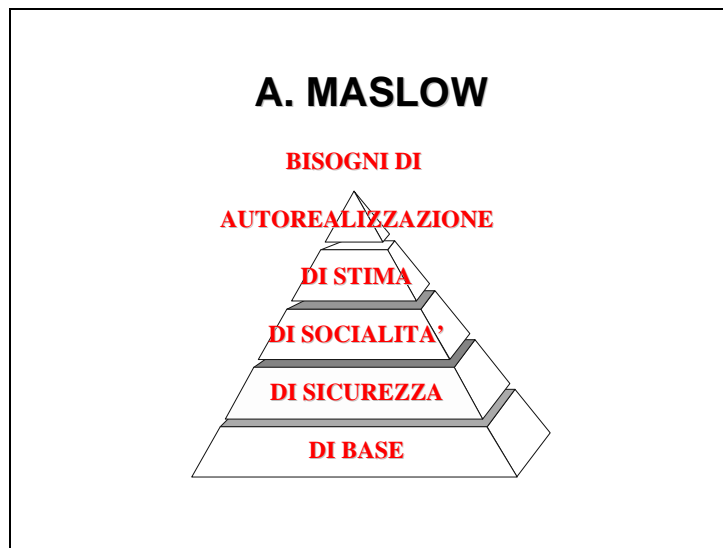 A. MASLOW
BISOGNI DI
AUTOREALIZZAZIONE
DI STIMA
DI SOCIALITA’
DI SICUREZZA
DI BASE